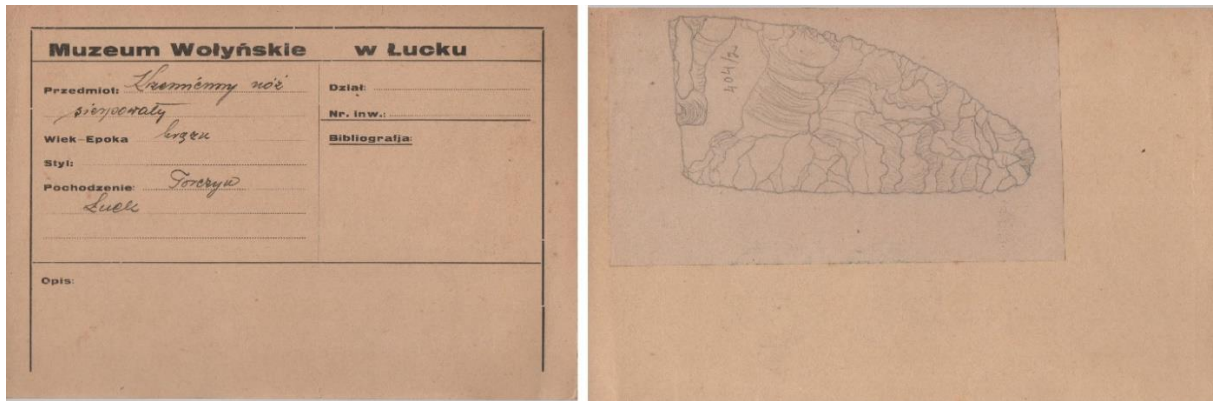 Muzeum Wołyńskie w Łucku
Przedmiot: Krzemienny nóż
sierpowaty
Wiek-Epoka brązu
Styl:
Pochodzenie: Torczyn
Łuck
Dział:
Nr. inw.:
Bibliografja:
Opis:
404/2